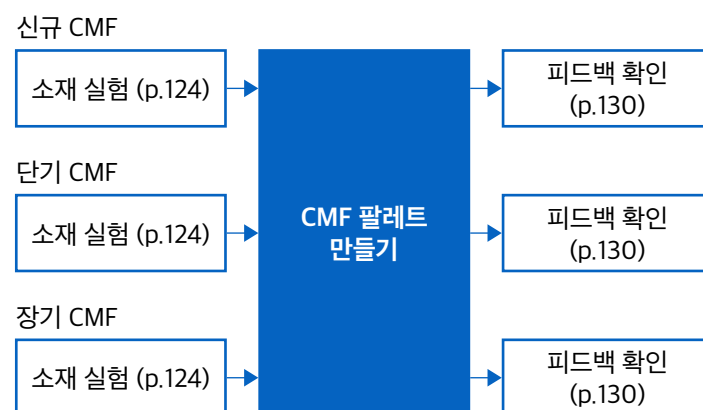 신규 CMF
소재 실험 (p.124)
피드백 확인
(p.130)
단기 CMF
소재 실험 (p.124)
CMF 팔레트
만들기
피드백 확인
(p.130)
장기 CMF
소재 실험 (p.124)
피드백 확인
(p.130)